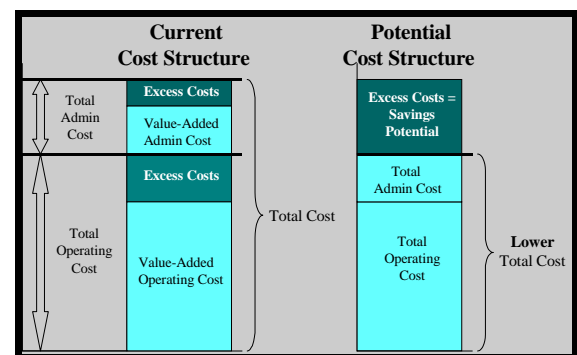 Current
Cost Structure
Potential
Cost Structure
Total
Admin
Cost
Excess Costs
Value-Added
Admin Cost
Excess Costs
Total
Operating
Cost
Value-Added
Operating Cost
Total Cost
Excess Costs =
Savings
Potential
Total
Admin Cost
Total
Operating
Cost
Lower
Total Cost